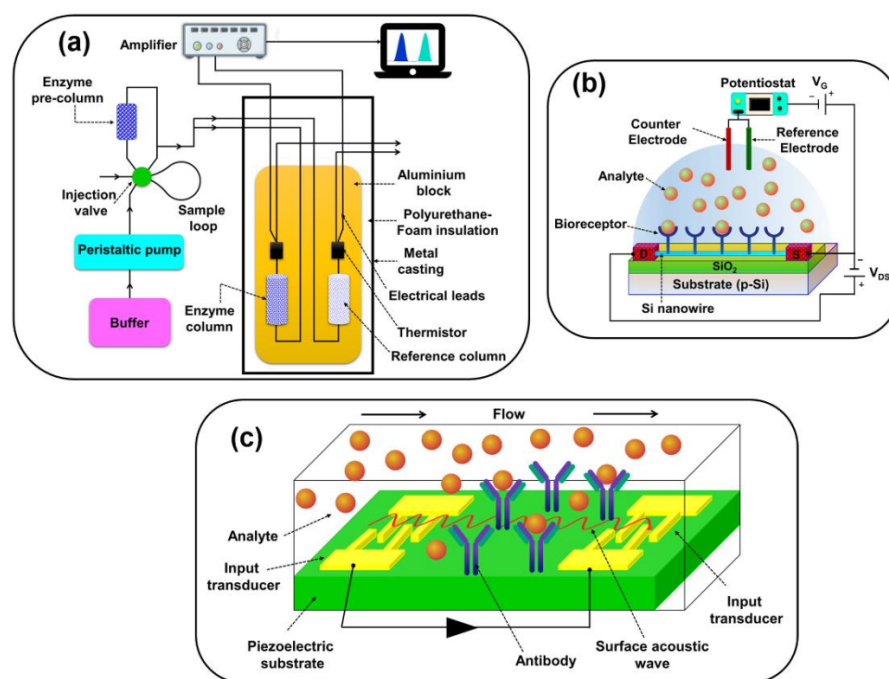 (a)
Amplifier
Enzyme
pre-column
Injection
valve
Sample
loop
Peristaltic pump
Buffer
Enzyme
column
Aluminium
block
Polyurethane-
Foam insulation
Metal
casting
Electrical leads
Thermistor
Reference column
(b)
Potentiostat
V_G
− +
Counter
Electrode
Reference
Electrode
Analyte
Bioreceptor
D
S
SiO₂
Substrate (p-Si)
Si nanowire
−
V_DS
+
(c)
Flow
Analyte
Input
transducer
Piezoelectric
substrate
Antibody
Surface acoustic
wave
Input
transducer